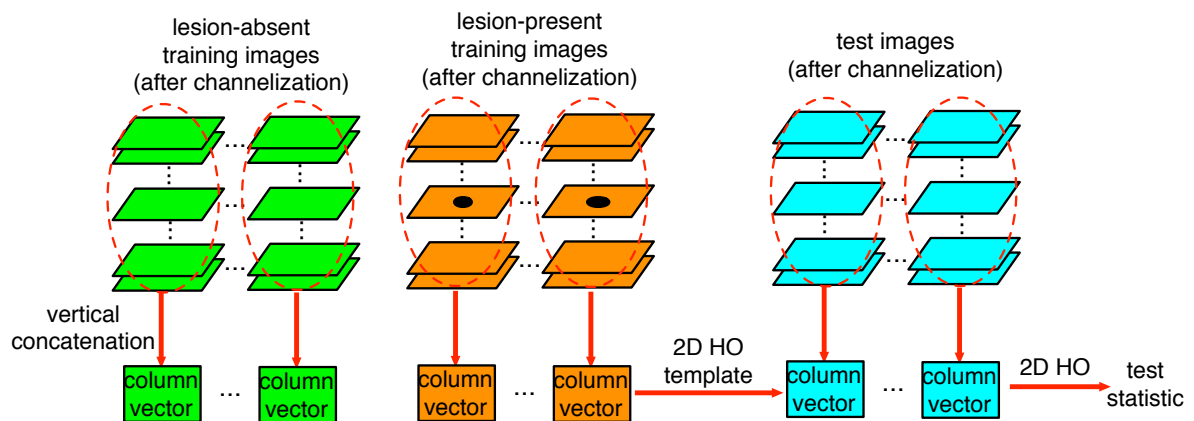 lesion-absent
training images
(after channelization)
lesion-present
training images
(after channelization)
test images
(after channelization)
...
...
...
...
...
...
...
...
...
vertical
concatenation
2D HO
template
2D HO
test
statistic
column
vector
...
column
vector
column
vector
...
column
vector
column
vector
...
column
vector